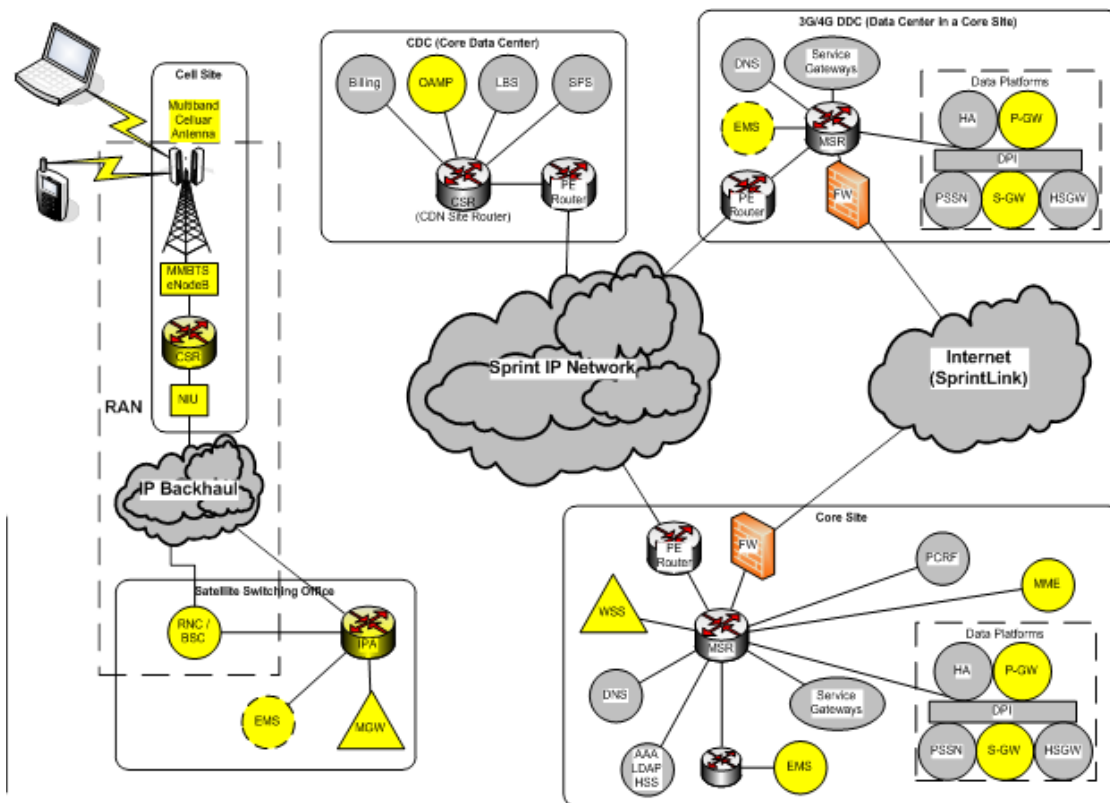 Cell Site
Multiband
Celluar
Antenna
MMBTS
eNodeB
CSR
NIU
RAN
IP Backhaul
Satellite Switching Office
RNC /
BSC
IPA
EMS
MGW
CDC (Core Data Center)
Billing
OAMP
LBS
SPS
CSR
(CDN Site Router)
PE
Router
3G/4G DDC (Data Center in a Core Site)
DNS
Service
Gateways
EMS
MSR
PE
Router
FW
Data Platforms
HA
P-GW
DPI
PSSN
S-GW
HSGW
Sprint IP Network
Internet
(SprintLink)
Core Site
PE
Router
FW
PCRF
MME
WSS
MSR
DNS
AAA
LDAP
HSS
EMS
Service
Gateways
Data Platforms
HA
P-GW
DPI
PSSN
S-GW
HSGW